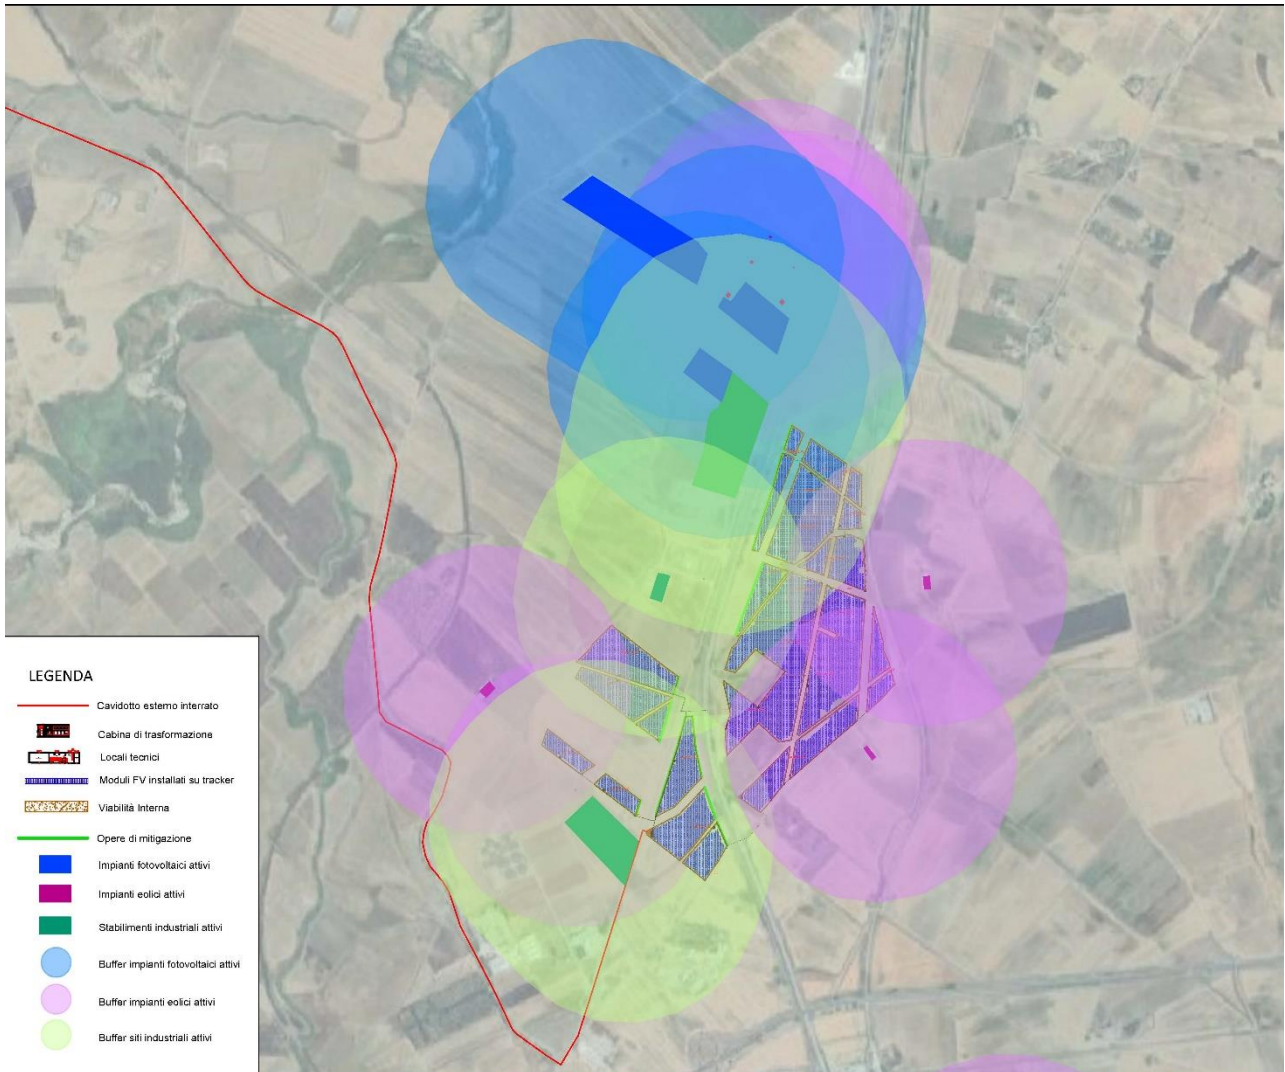 LEGENDA
Cavidotto esterno interrato
Cabina di trasformazione
Locali tecnici
Moduli FV installati su tracker
Viabilità Interna
Opere di mitigazione
Impianti fotovoltaici attivi
Impianti eolici attivi
Stabilimenti industriali attivi
Buffer impianti fotovoltaici attivi
Buffer impianti eolici attivi
Buffer siti industriali attivi